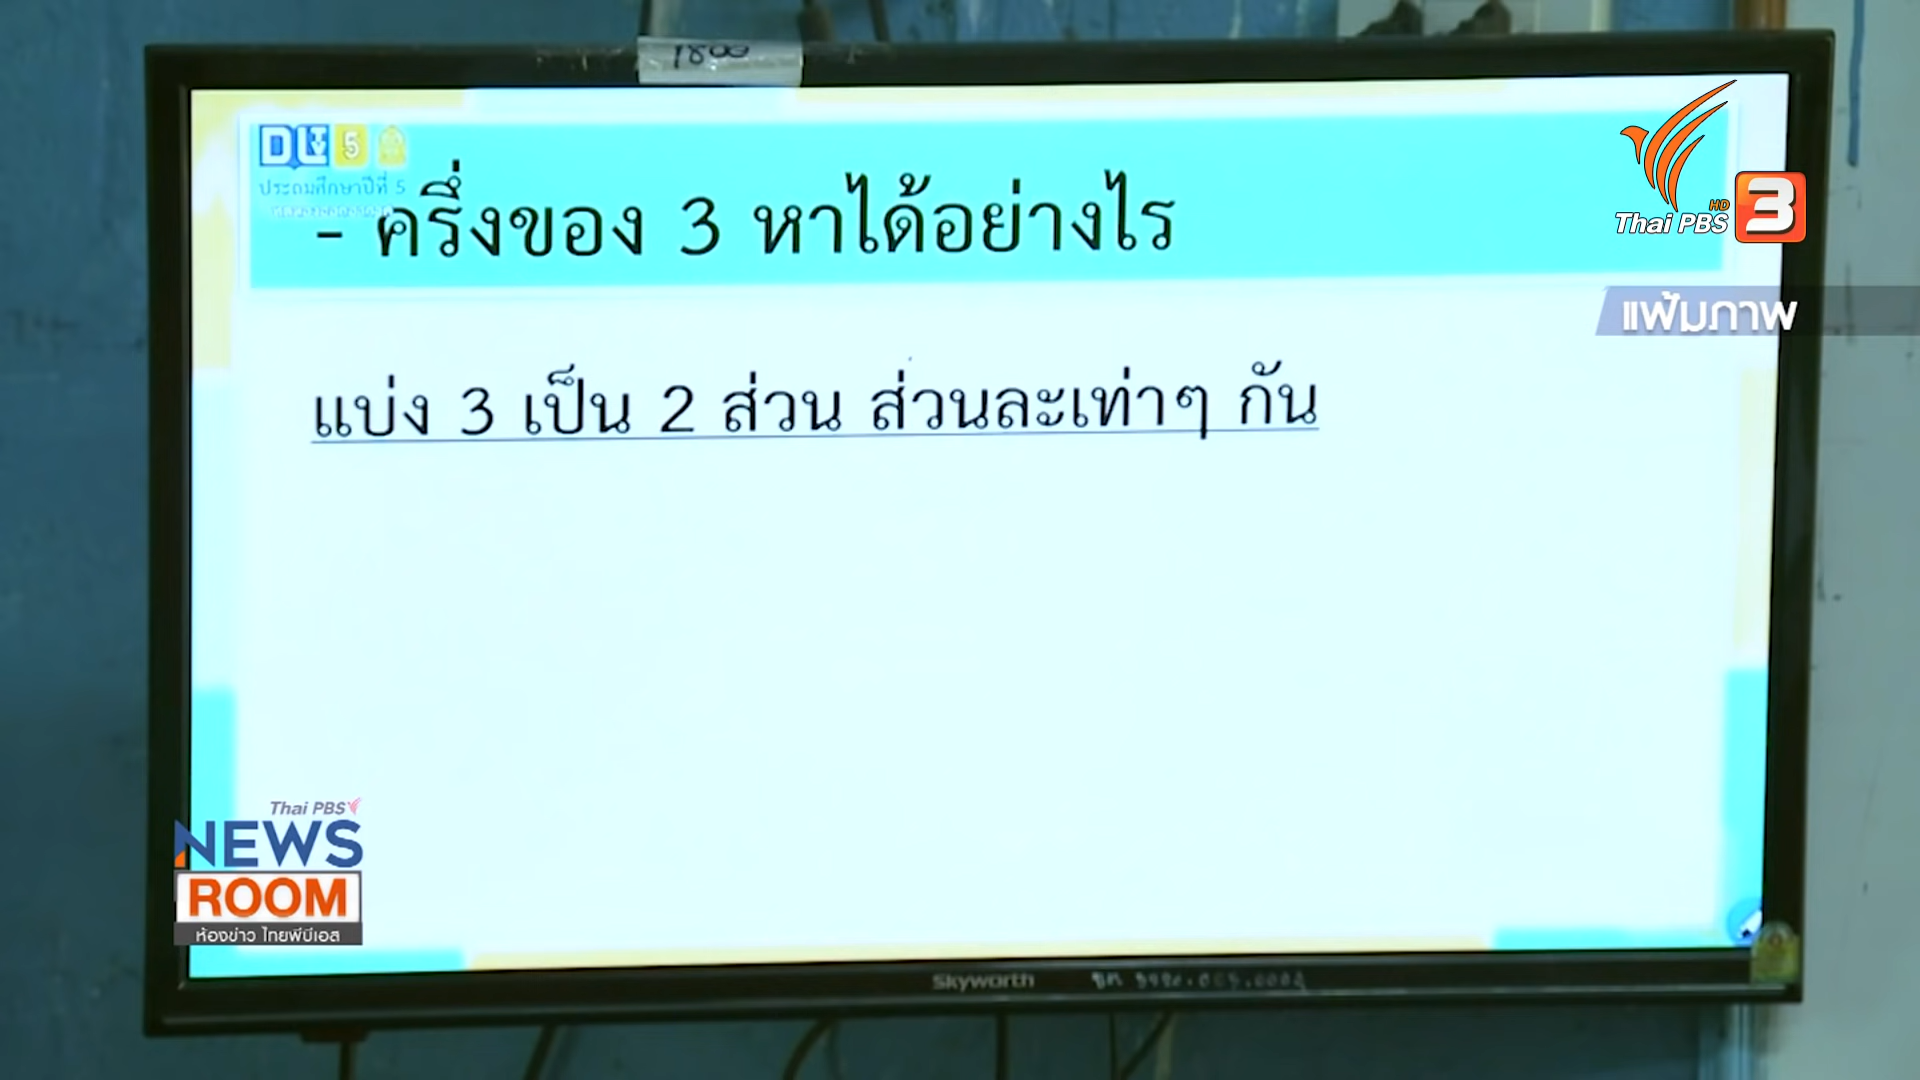 1800
DLTV 5
ประถมศึกษาปีที่ 5
- ครึ่งของ 3 หาได้อย่างไร
Thai PBS HD 3
แฟ้มภาพ
แบ่ง 3 เป็น 2 ส่วน ส่วนละเท่าๆ กัน
Thai PBS
NEWS
ROOM
ห้องข่าว ไทยพีบีเอส
Skyworth